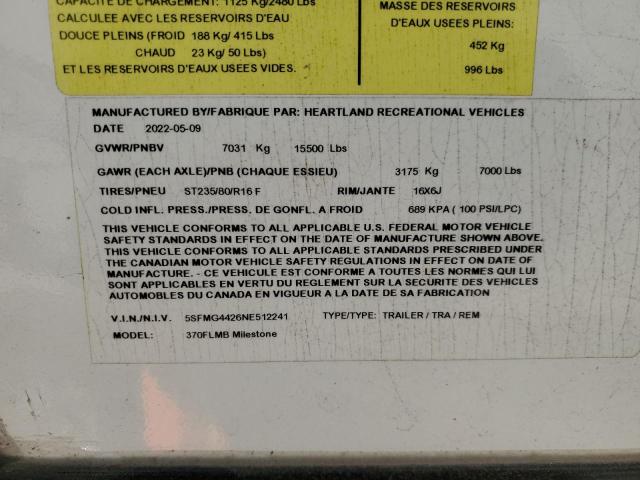 CAPACITE DE CHARGEMENT: 1125 Kg/2480 Lbs
CALCULEE AVEC LES RESERVOIRS D'EAU
DOUCE PLEINS (FROID 188 Kg/ 415 Lbs
CHAUD 23 Kg/ 50 Lbs)
ET LES RESERVOIRS D'EAUX USEES VIDES.
MASSE DES RESERVOIRS
D'EAUX USEES PLEINS:
452 Kg
996 Lbs
MANUFACTURED BY/FABRIQUE PAR: HEARTLAND RECREATIONAL VEHICLES
DATE 2022-05-09
GVWR/PNBV 7031 Kg 15500 Lbs
GAWR (EACH AXLE)/PNB (CHAQUE ESSIEU) 3175 Kg 7000 Lbs
TIRES/PNEU ST235/80/R16 F RIM/JANTE 16X6J
COLD INFL. PRESS./PRESS. DE GONFL. A FROID 689 KPA ( 100 PSI/LPC)
THIS VEHICLE CONFORMS TO ALL APPLICABLE U.S. FEDERAL MOTOR VEHICLE
SAFETY STANDARDS IN EFFECT ON THE DATE OF MANUFACTURE SHOWN ABOVE.
THIS VEHICLE CONFORMS TO ALL APPLICABLE STANDARDS PRESCRIBED UNDER
THE CANADIAN MOTOR VEHICLE SAFETY REGULATIONS IN EFFECT ON DATE OF
MANUFACTURE. - CE VEHICULE EST CONFORME A TOUTES LES NORMES QUI LUI
SONT APPLICABLES EN VERTU DU REGLEMENT SUR LA SECURITE DES VEHICLES
AUTOMOBILES DU CANADA EN VIGUEUR A LA DATE DE SA FABRICATION
V.I.N./N.I.V. 5SFMG4426NE512241 TYPE/TYPE: TRAILER / TRA / REM
MODEL: 370FLMB Milestone